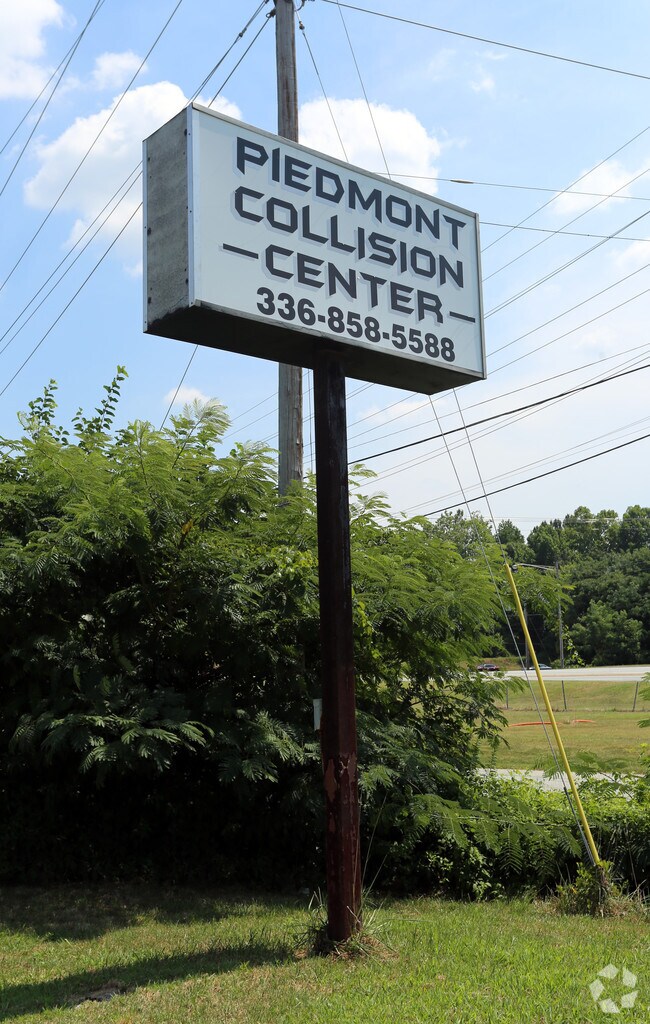 PIEDMONT
COLLISION
-CENTER-
336-858-5588